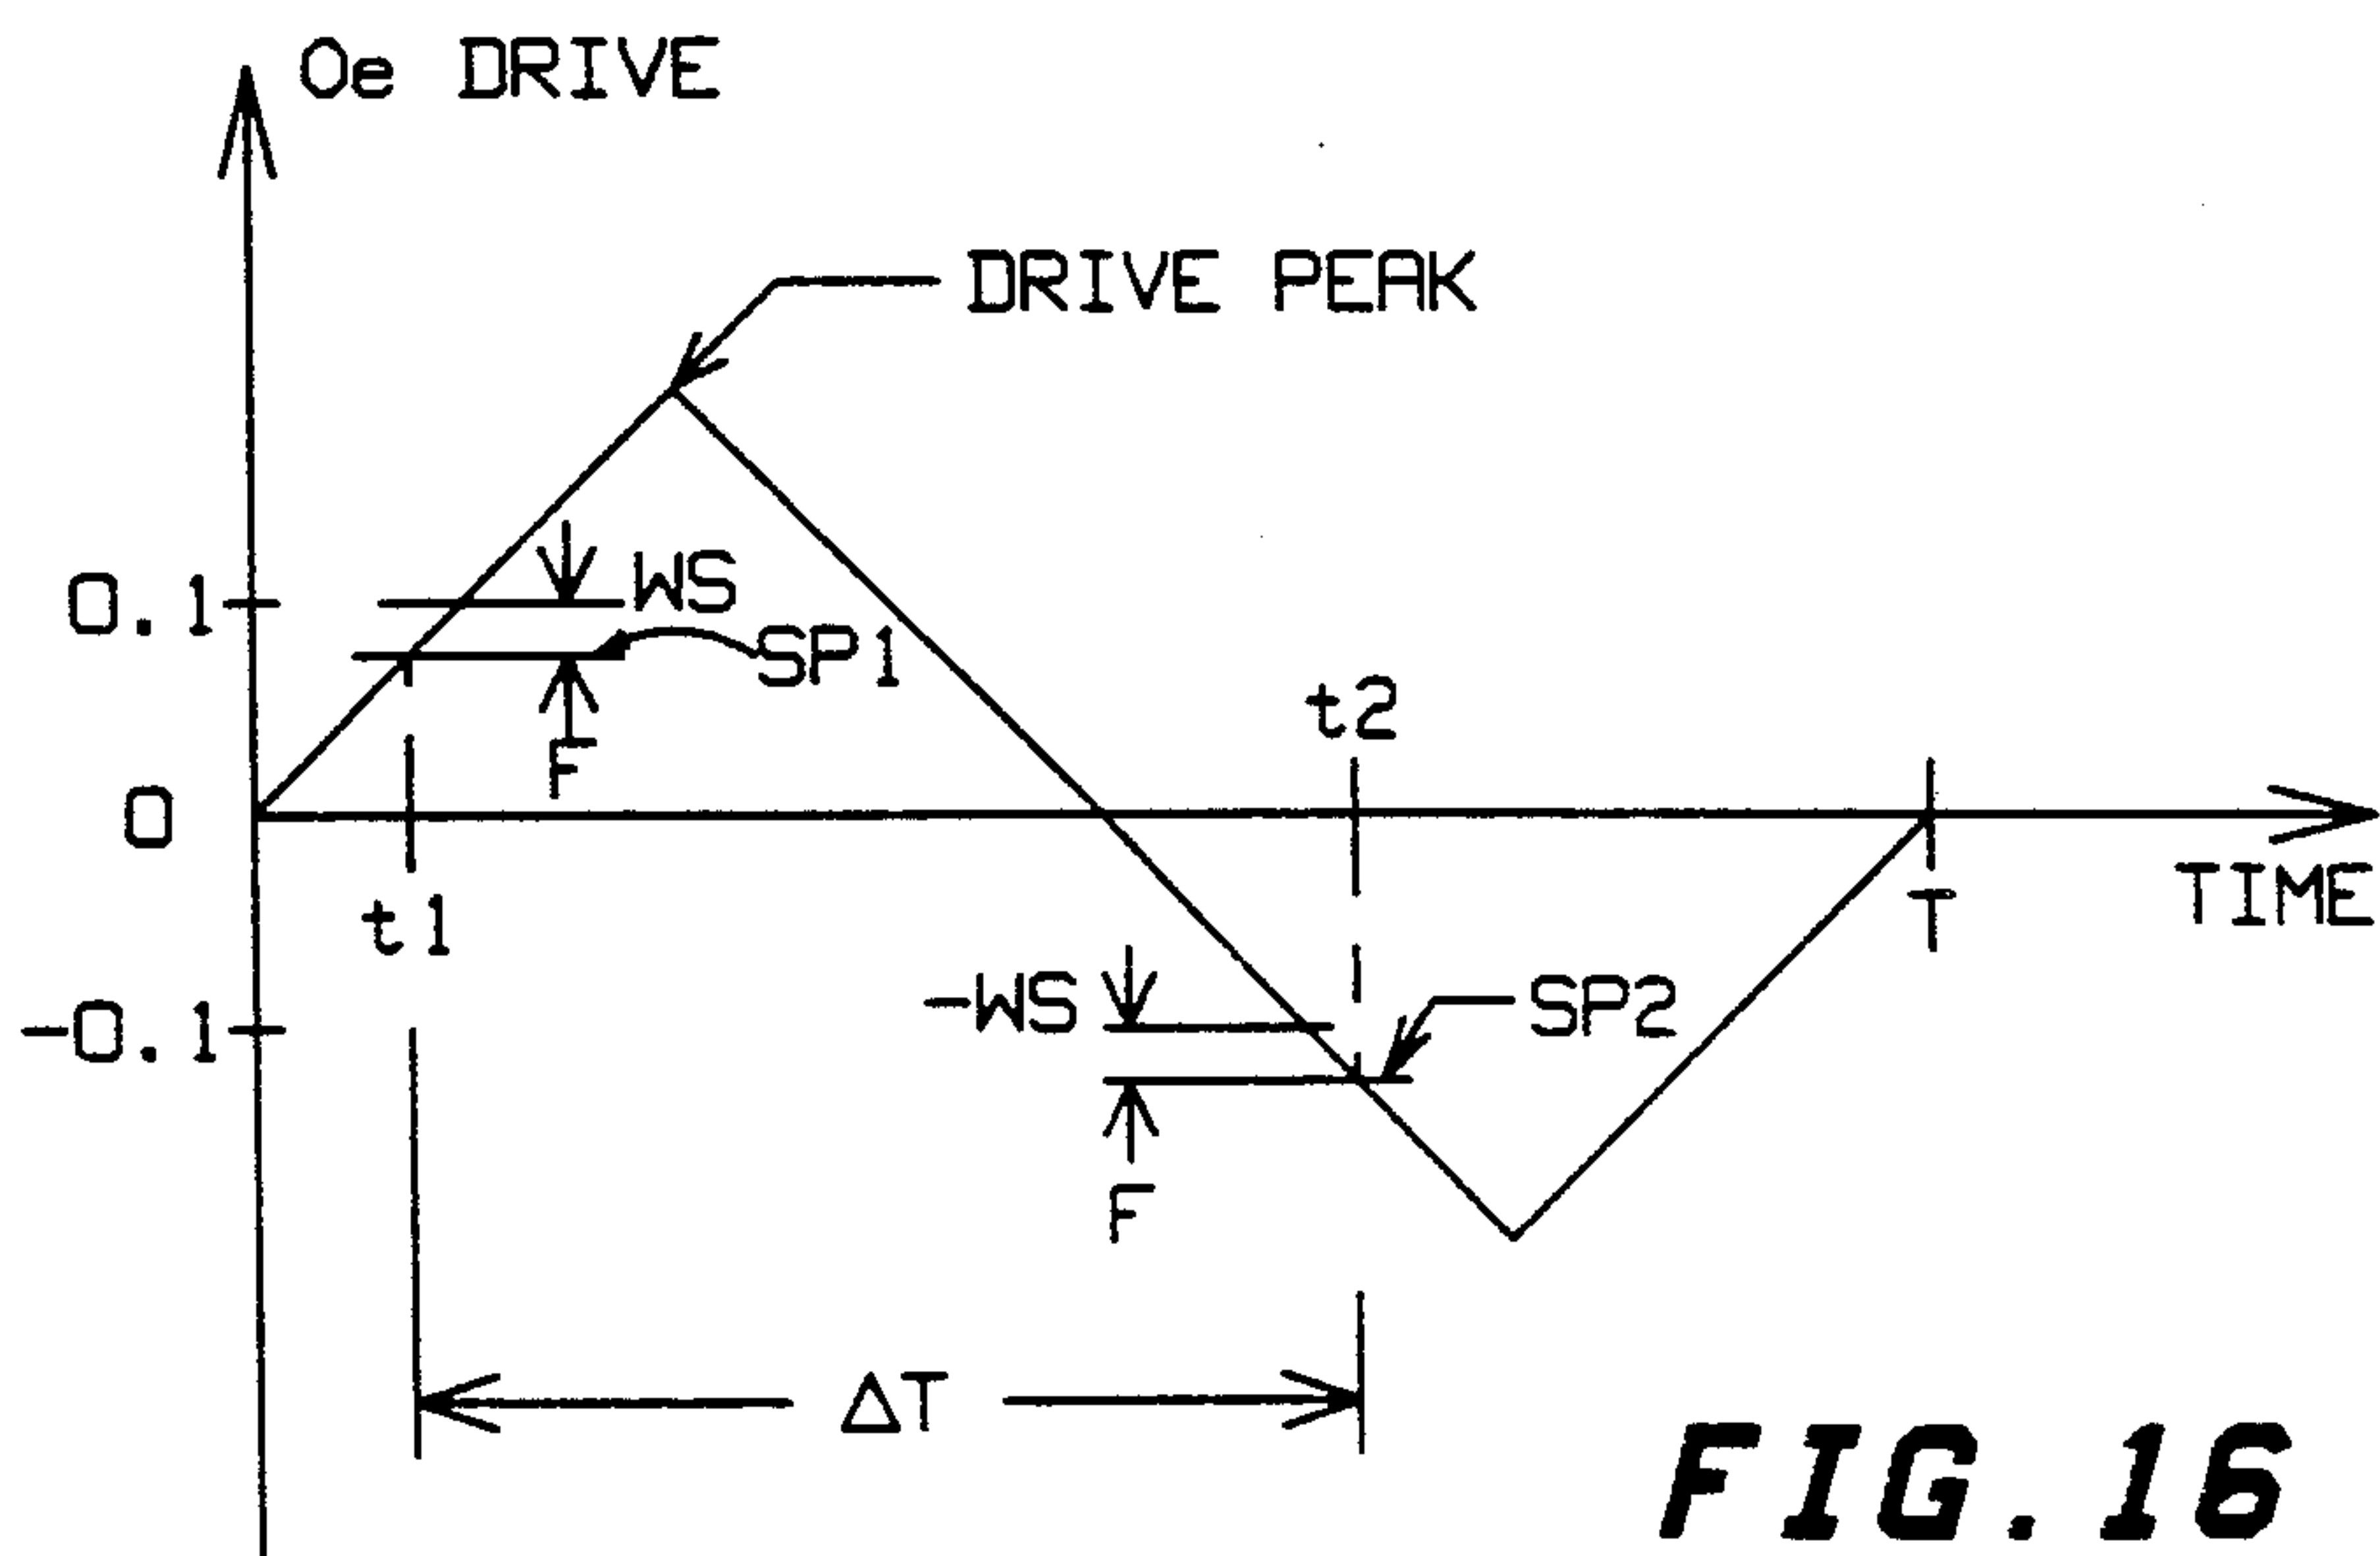 Oe DRIVE
DRIVE PEAK
0.1
WS
SP1
F
t2
0
t1
T
TIME
-0.1
-WS
SP2
F
ΔT
FIG.16